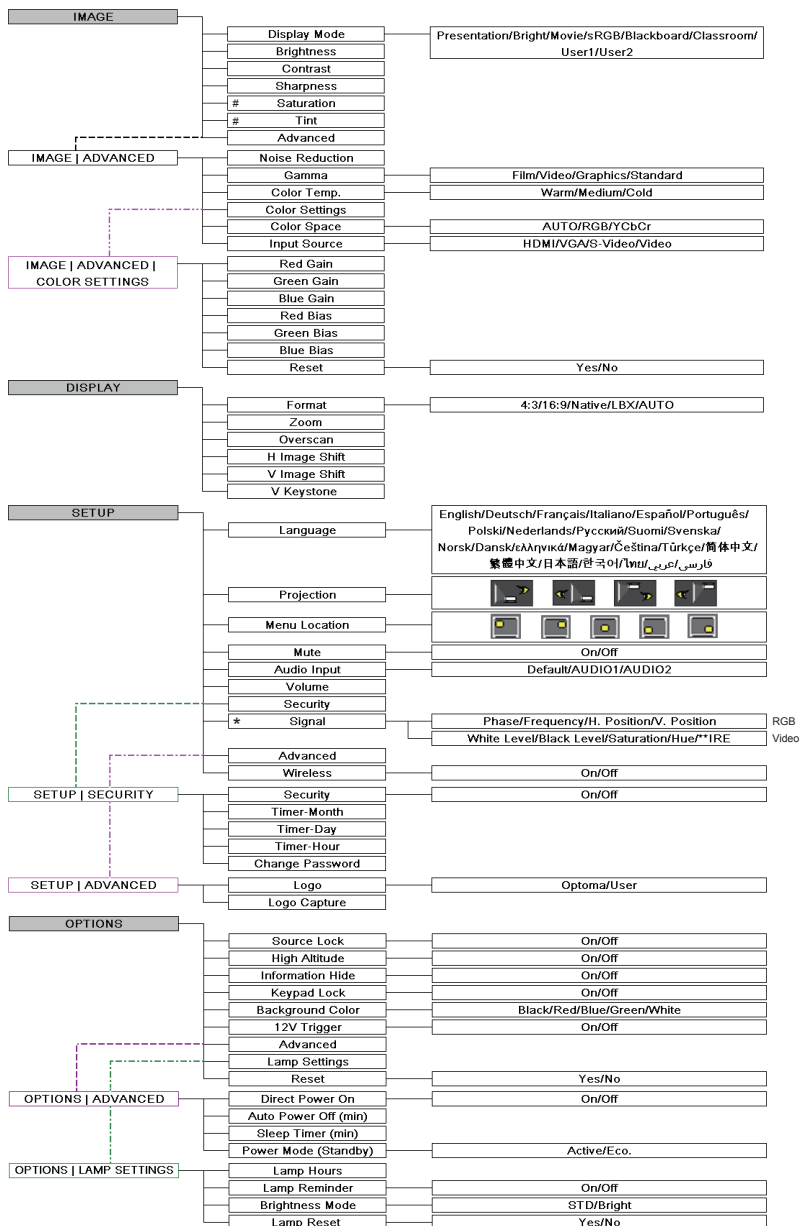 IMAGE
Display Mode
Presentation/Bright/Movie/sRGB/Blackboard/Classroom/
User1/User2
Brightness
Contrast
Sharpness
# Saturation
# Tint
Advanced
IMAGE | ADVANCED
Noise Reduction
Gamma
Film/Video/Graphics/Standard
Color Temp.
Warm/Medium/Cold
Color Settings
Color Space
AUTO/RGB/YCbCr
Input Source
HDMI/VGA/S-Video/Video
IMAGE | ADVANCED |
COLOR SETTINGS
Red Gain
Green Gain
Blue Gain
Red Bias
Green Bias
Blue Bias
Reset
Yes/No
DISPLAY
Format
4:3/16:9/Native/LBX/AUTO
Zoom
Overscan
H Image Shift
V Image Shift
V Keystone
SETUP
Language
English/Deutsch/Français/Italiano/Español/Português/
Polski/Nederlands/Русский/Suomi/Svenska/
Norsk/Dansk/ελληνικά/Magyar/Čeština/Türkçe/简体中文/
繁體中文/日本語/한국어/ไทย/فارسی/عربي
Projection
Menu Location
Mute
On/Off
Audio Input
Default/AUDIO1/AUDIO2
Volume
Security
* Signal
Phase/Frequency/H. Position/V. Position
RGB
White Level/Black Level/Saturation/Hue/**IRE
Video
Advanced
Wireless
On/Off
SETUP | SECURITY
Security
On/Off
Timer-Month
Timer-Day
Timer-Hour
Change Password
SETUP | ADVANCED
Logo
Optoma/User
Logo Capture
OPTIONS
Source Lock
On/Off
High Altitude
On/Off
Information Hide
On/Off
Keypad Lock
On/Off
Background Color
Black/Red/Blue/Green/White
12V Trigger
On/Off
Advanced
Lamp Settings
Reset
Yes/No
OPTIONS | ADVANCED
Direct Power On
On/Off
Auto Power Off (min)
Sleep Timer (min)
Power Mode (Standby)
Active/Eco.
OPTIONS | LAMP SETTINGS
Lamp Hours
Lamp Reminder
On/Off
Brightness Mode
STD/Bright
Lamp Reset
Yes/No